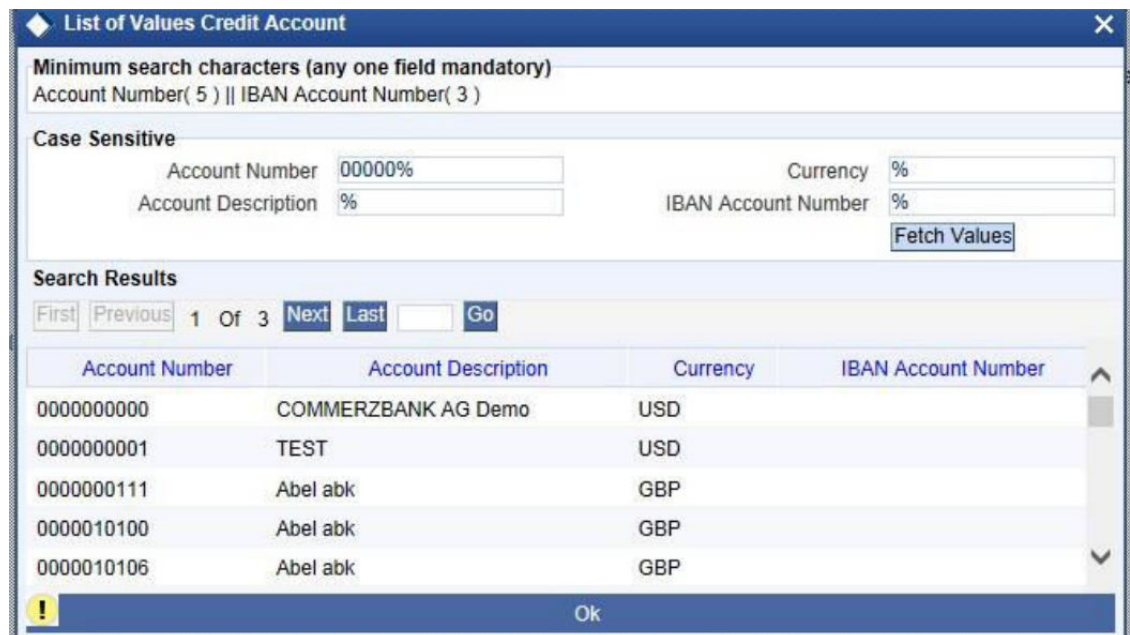 List of Values Credit Account
Minimum search characters (any one field mandatory)
Account Number( 5 ) || IBAN Account Number( 3 )
Case Sensitive
Account Number 00000% Currency %
Account Description % IBAN Account Number %
Fetch Values
Search Results
First Previous 1 Of 3 Next Last Go
Account Number Account Description Currency IBAN Account Number
0000000000 COMMERZBANK AG Demo USD
0000000001 TEST USD
0000000111 Abel abk GBP
0000010100 Abel abk GBP
0000010106 Abel abk GBP
Ok